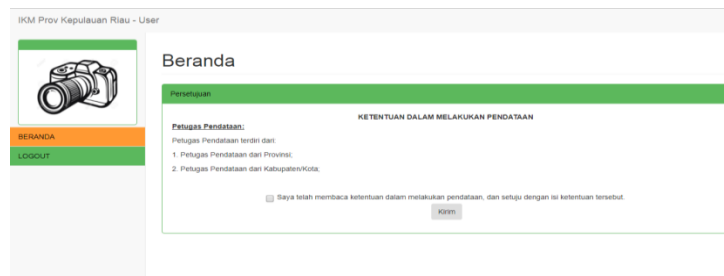 IKM Prov Kepulauan Riau - User
BERANDA
LOGOUT
Beranda
Persetujuan
KETENTUAN DALAM MELAKUKAN PENDATAAN
Petugas Pendataan:
Petugas Pendataan terdiri dari:
1. Petugas Pendataan dari Provinsi;
2. Petugas Pendataan dari Kabupaten/Kota;
Saya telah membaca ketentuan dalam melakukan pendataan, dan setuju dengan isi ketentuan tersebut.
Kirim